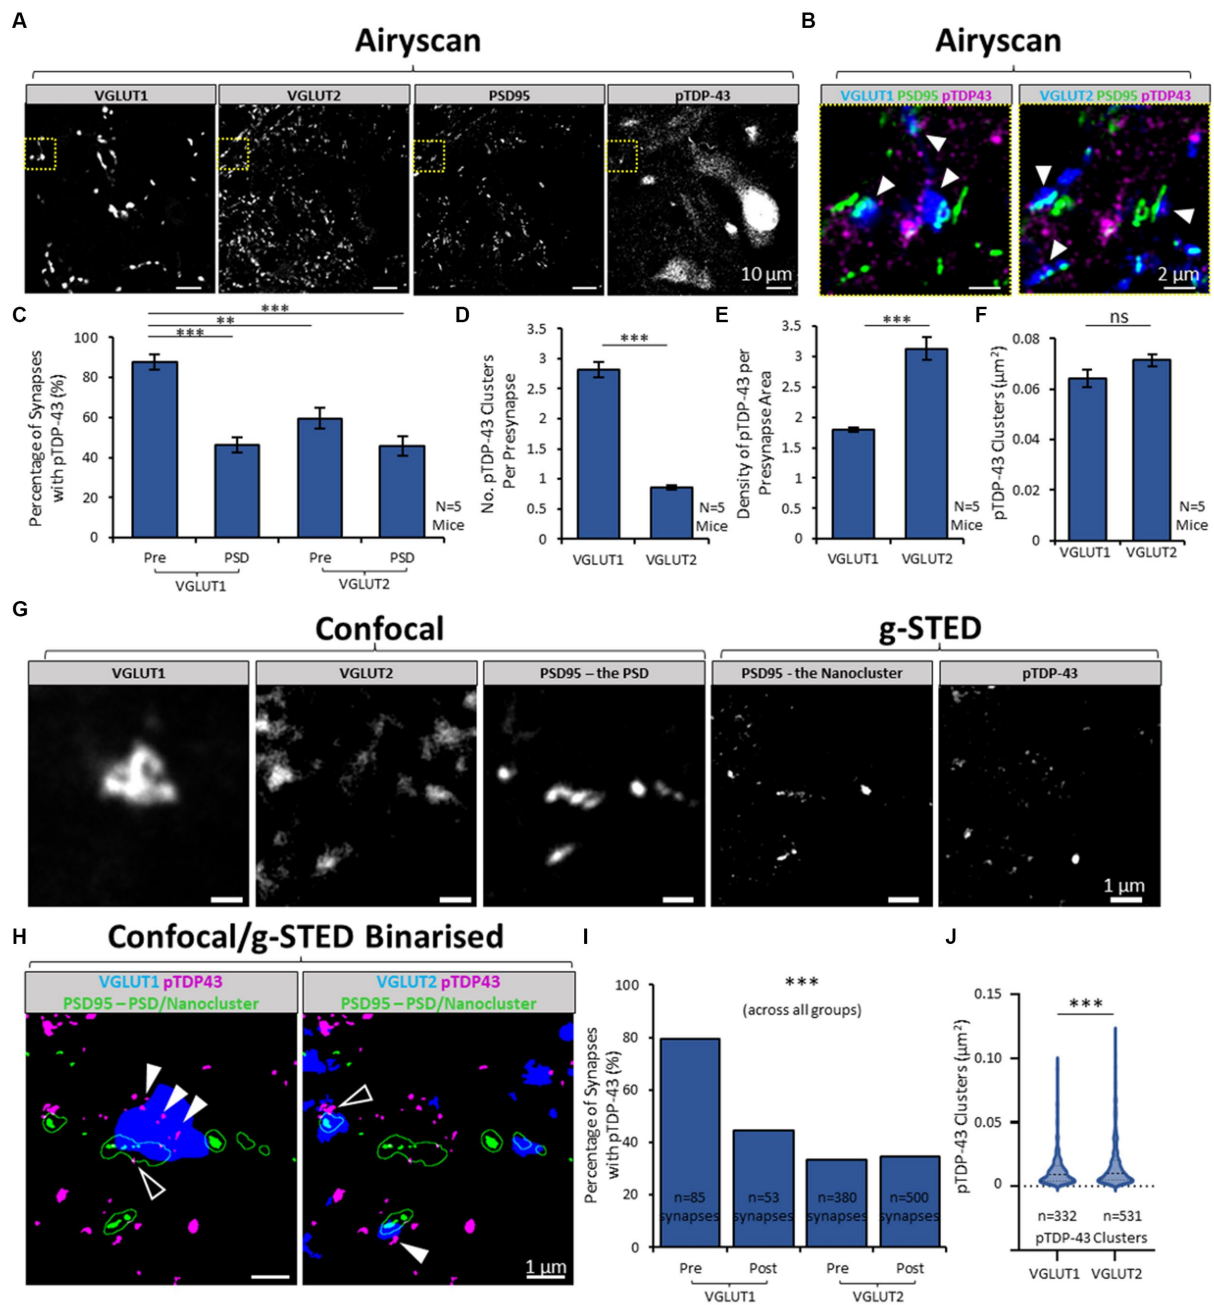 A
Airyscan
VGLUT1
VGLUT2
PSD95
pTDP-43
10 µm
B
Airyscan
VGLUT1 PSD95 pTDP43
VGLUT2 PSD95 pTDP43
2 µm
C
Percentage of Synapses
with pTDP-43 (%)
100
80
60
40
20
0
***
**
***
N=5
Mice
Pre
PSD
Pre
PSD
VGLUT1
VGLUT2
D
No. pTDP-43 Clusters
Per Presynapse
3.5
3
2.5
2
1.5
1
0.5
0
***
N=5
Mice
VGLUT1
VGLUT2
E
Density of pTDP-43 per
Presynapse Area
3.5
3
2.5
2
1.5
1
0.5
0
***
N=5
Mice
VGLUT1
VGLUT2
F
pTDP-43 Clusters (µm²)
0.08
0.06
0.04
0.02
0
ns
N=5
Mice
VGLUT1
VGLUT2
G
Confocal
g-STED
VGLUT1
VGLUT2
PSD95 – the PSD
PSD95 - the Nanocluster
pTDP-43
1 µm
H
Confocal/g-STED Binarised
VGLUT1 pTDP43
PSD95 – PSD/Nanocluster
VGLUT2 pTDP43
PSD95 – PSD/Nanocluster
1 µm
I
Percentage of Synapses
with pTDP-43 (%)
100
80
60
40
20
0
***
(across all groups)
n=85
synapses
n=53
synapses
n=380
synapses
n=500
synapses
Pre
Post
Pre
Post
VGLUT1
VGLUT2
J
pTDP-43 Clusters (µm²)
0.15
0.10
0.05
0
***
n=332
n=531
pTDP-43 Clusters
VGLUT1
VGLUT2